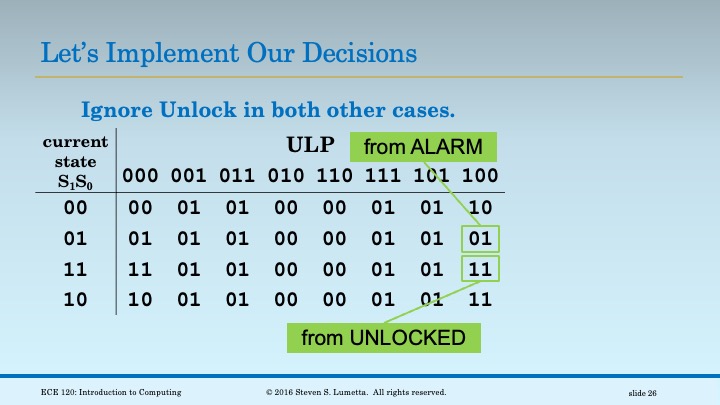 Let's Implement Our Decisions
Ignore Unlock in both other cases.
current state S₁S₀
ULP
from ALARM
000 001 011 010 110 111 101 100
00 00 01 01 00 00 01 01 10
01 01 01 01 00 00 01 01 01
11 11 01 01 00 00 01 01 11
10 10 01 01 00 00 01 01 11
from UNLOCKED
ECE 120: Introduction to Computing
© 2016 Steven S. Lumetta. All rights reserved.
slide 26